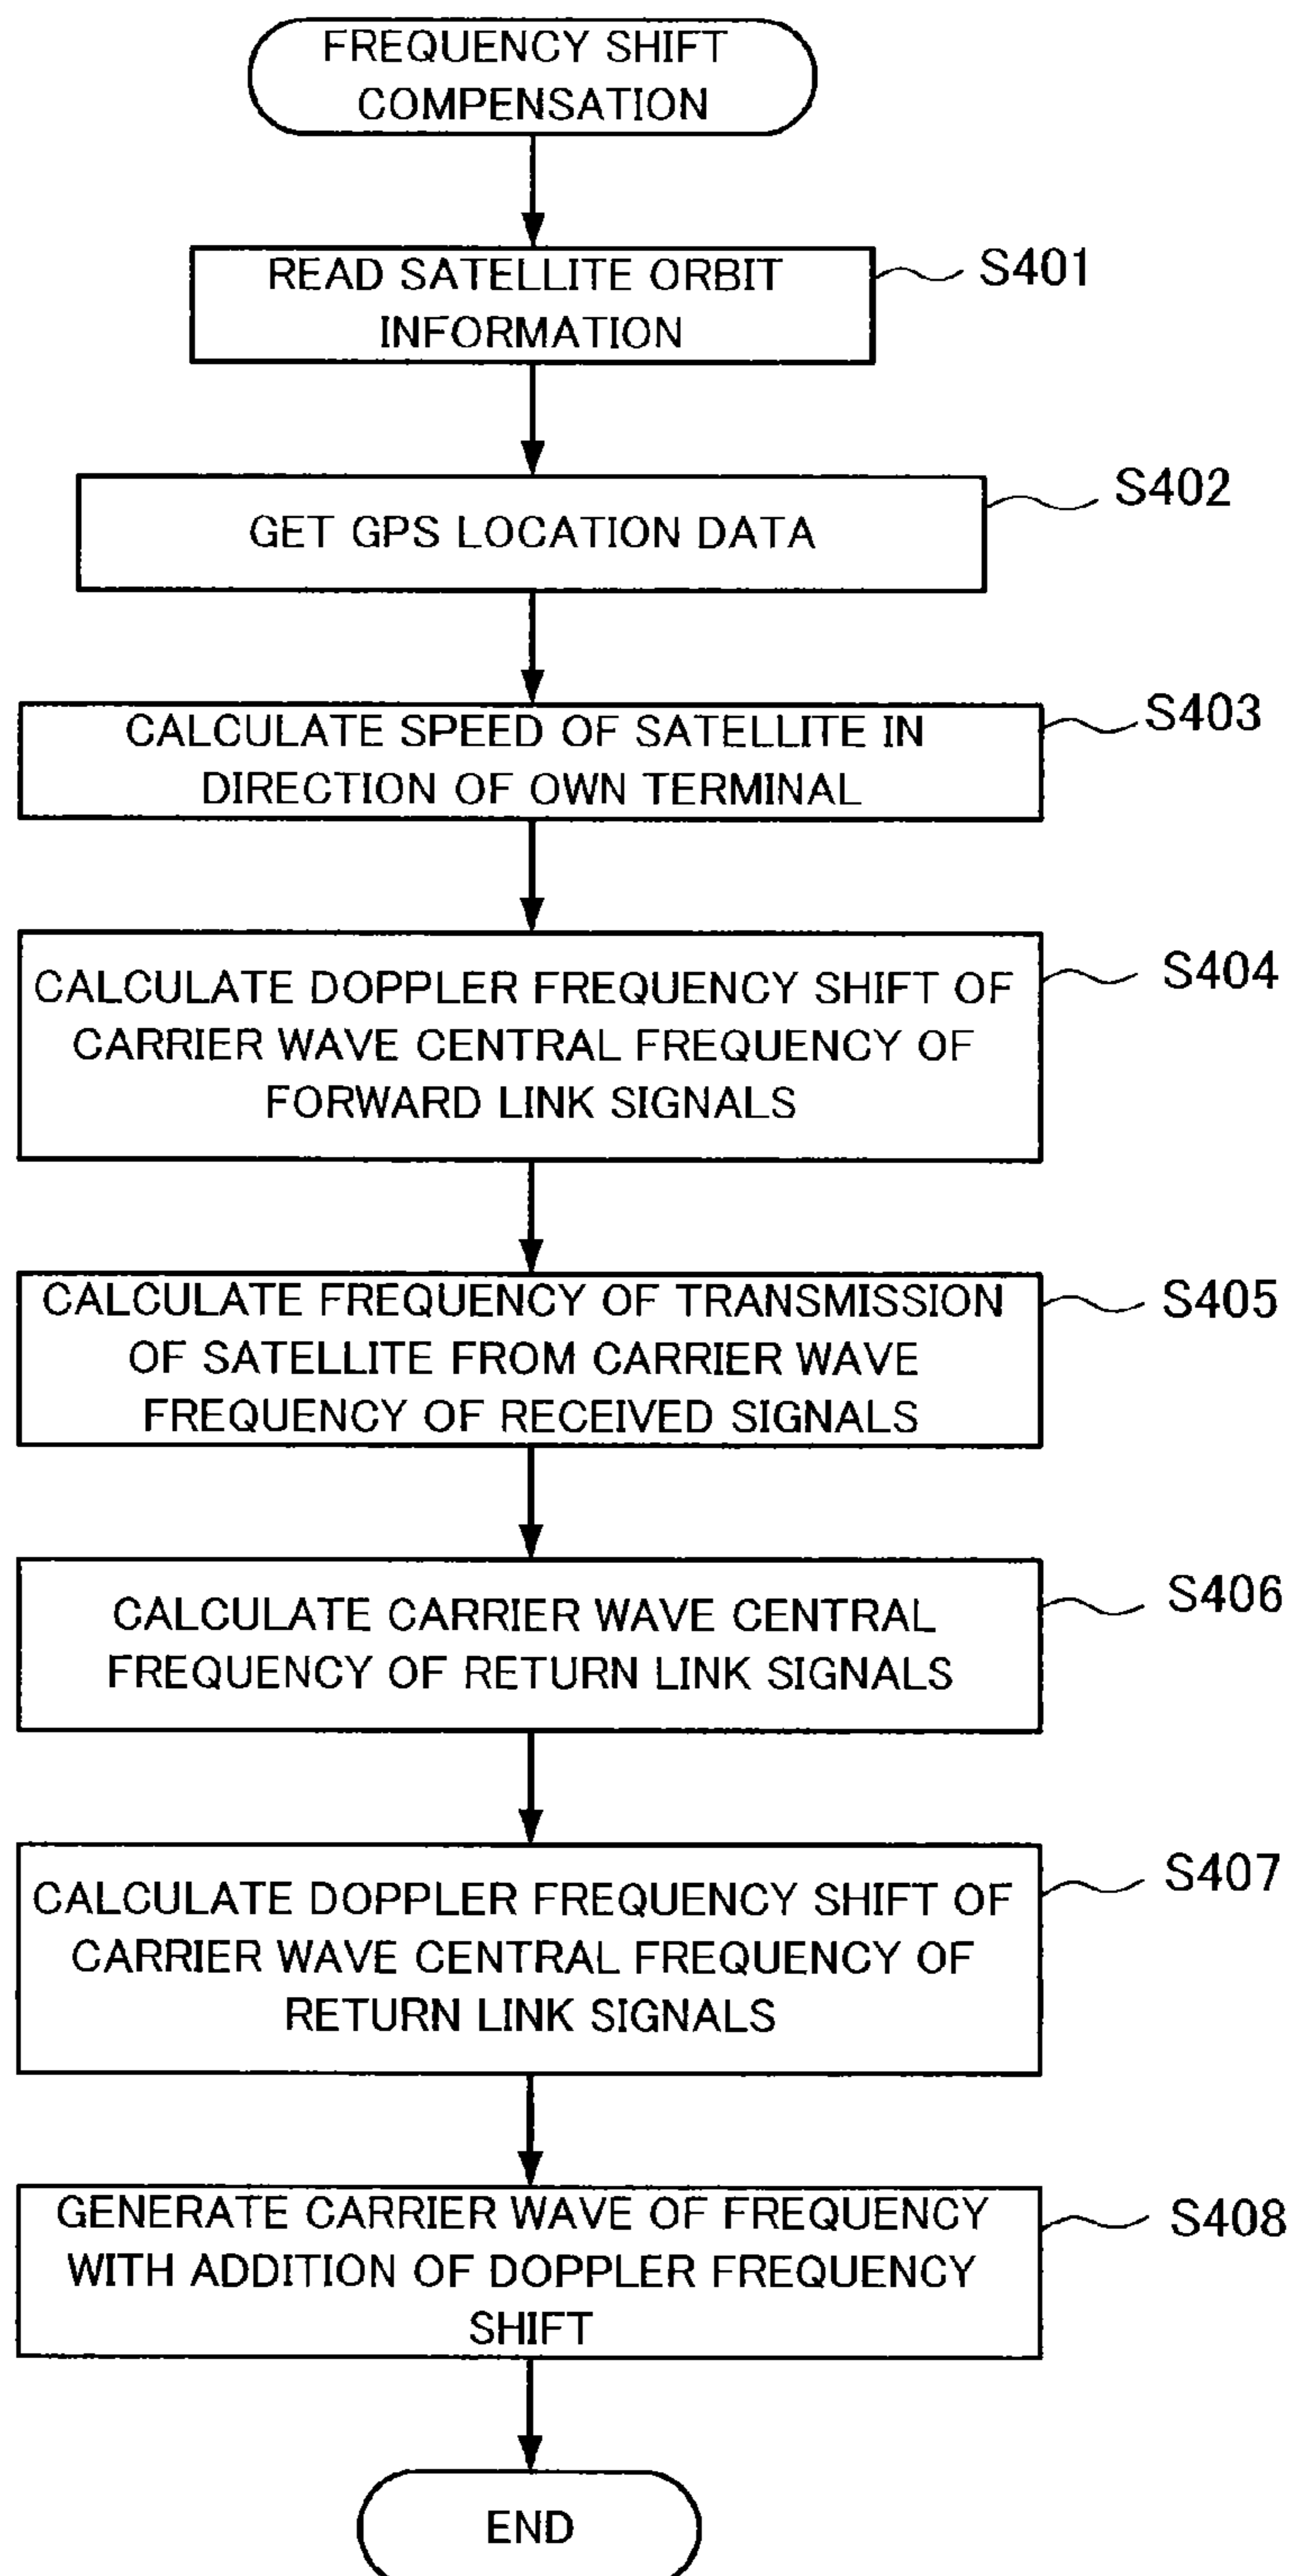 FREQUENCY SHIFT
COMPENSATION
READ SATELLITE ORBIT
INFORMATION
S401
GET GPS LOCATION DATA
S402
CALCULATE SPEED OF SATELLITE IN
DIRECTION OF OWN TERMINAL
S403
CALCULATE DOPPLER FREQUENCY SHIFT OF
CARRIER WAVE CENTRAL FREQUENCY OF
FORWARD LINK SIGNALS
S404
CALCULATE FREQUENCY OF TRANSMISSION
OF SATELLITE FROM CARRIER WAVE
FREQUENCY OF RECEIVED SIGNALS
S405
CALCULATE CARRIER WAVE CENTRAL
FREQUENCY OF RETURN LINK SIGNALS
S406
CALCULATE DOPPLER FREQUENCY SHIFT OF
CARRIER WAVE CENTRAL FREQUENCY OF
RETURN LINK SIGNALS
S407
GENERATE CARRIER WAVE OF FREQUENCY
WITH ADDITION OF DOPPLER FREQUENCY
SHIFT
S408
END